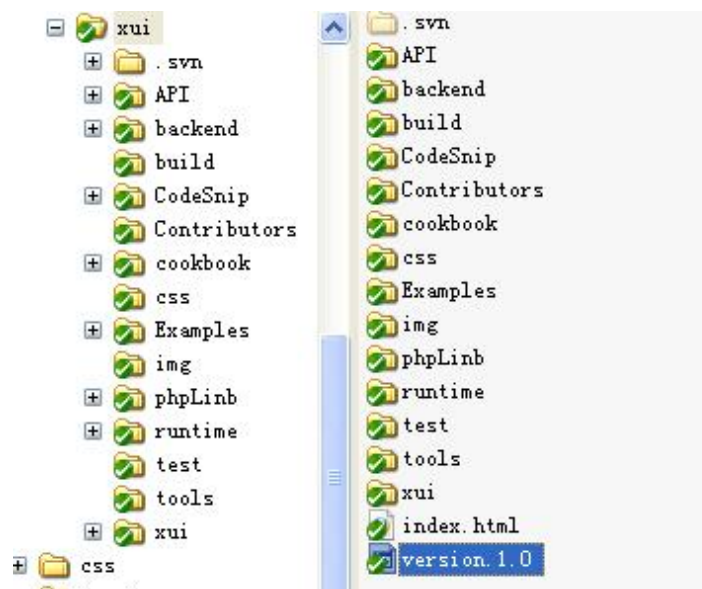 xui
.svn
API
backend
build
CodeSnip
Contributors
cookbook
css
Examples
img
phpLinb
runtime
test
tools
xui
css
.svn
API
backend
build
CodeSnip
Contributors
cookbook
css
Examples
img
phpLinb
runtime
test
tools
xui
index.html
version.1.0